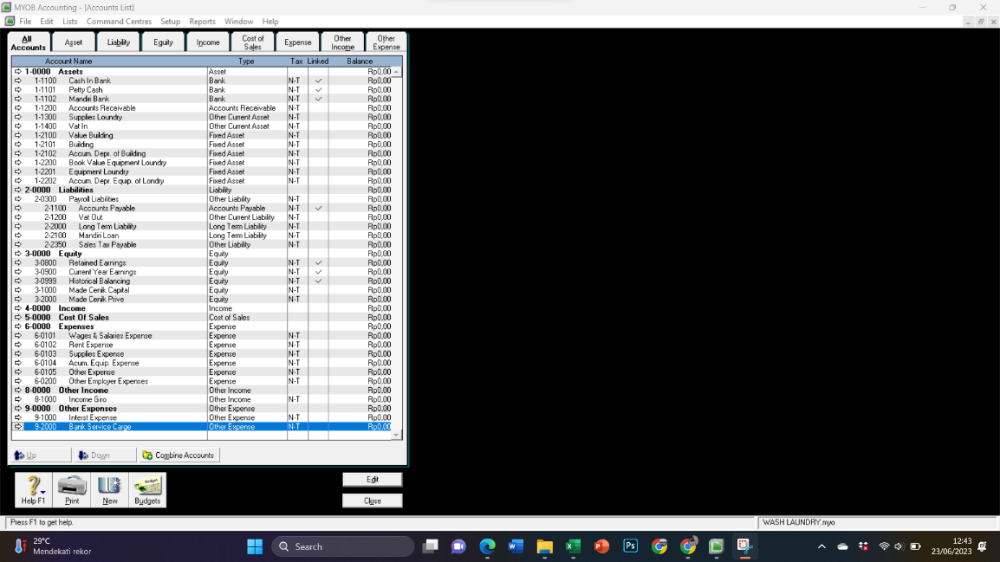 MYOB Accounting - [Accounts List]
File Edit Lists Command Centres Setup Reports Window Help
All Accounts Asset Liability Equity Income Cost of Sales Expense Other Income Other Expense
Account Name Type Tax Linked Balance
1-0000 Assets Asset Rp0,00
1-1100 Cash In Bank Bank N-T Rp0,00
1-1101 Petty Cash Bank N-T Rp0,00
1-1102 Mandiri Bank Bank N-T Rp0,00
1-1200 Accounts Receivable Accounts Receivable N-T Rp0,00
1-1300 Supplies Loundry Other Current Asset N-T Rp0,00
1-1400 Vat In Other Current Asset N-T Rp0,00
1-2100 Value Building Fixed Asset N-T Rp0,00
1-2101 Building Fixed Asset N-T Rp0,00
1-2102 Accum. Depr. of Building Fixed Asset N-T Rp0,00
1-2200 Book Value Equipment Loundry Fixed Asset N-T Rp0,00
1-2201 Equipment Loundry Fixed Asset N-T Rp0,00
1-2202 Accum. Depr. Equip. of Londry Fixed Asset N-T Rp0,00
2-0000 Liabilities Liability Rp0,00
2-0300 Payroll Liabilities Other Liability N-T Rp0,00
2-1100 Accounts Payable Accounts Payable N-T Rp0,00
2-1200 Vat Out Other Current Liability N-T Rp0,00
2-2000 Long Term Liability Long Term Liability N-T Rp0,00
2-2100 Mandiri Loan Long Term Liability N-T Rp0,00
2-2350 Sales Tax Payable Other Liability N-T Rp0,00
3-0000 Equity Equity Rp0,00
3-0800 Retained Earnings Equity N-T Rp0,00
3-0900 Current Year Earnings Equity N-T Rp0,00
3-0999 Historical Balancing Equity N-T Rp0,00
3-1000 Made Cenik Capital Equity N-T Rp0,00
3-2000 Made Cenik Prive Equity N-T Rp0,00
4-0000 Income Income Rp0,00
5-0000 Cost Of Sales Cost of Sales Rp0,00
6-0000 Expenses Expense Rp0,00
6-0101 Wages & Salaries Expense Expense N-T Rp0,00
6-0102 Rent Expense Expense N-T Rp0,00
6-0103 Supplies Expense Expense N-T Rp0,00
6-0104 Acum. Equip. Expense Expense N-T Rp0,00
6-0105 Other Expense Expense N-T Rp0,00
6-0200 Other Employer Expenses Expense N-T Rp0,00
8-0000 Other Income Other Income Rp0,00
8-1000 Income Giro Other Income N-T Rp0,00
9-0000 Other Expenses Other Expense Rp0,00
9-1000 Interst Expense Other Expense N-T Rp0,00
9-2000 Bank Service Carge Other Expense N-T Rp0,00
Up Down Combine Accounts
Edit
Budget
Help F1 Print New Budgets Close
Press F1 to get help. WASH LAUNDRY.myo
29°C
Mendekati rekor
Search
12:43
23/06/2023